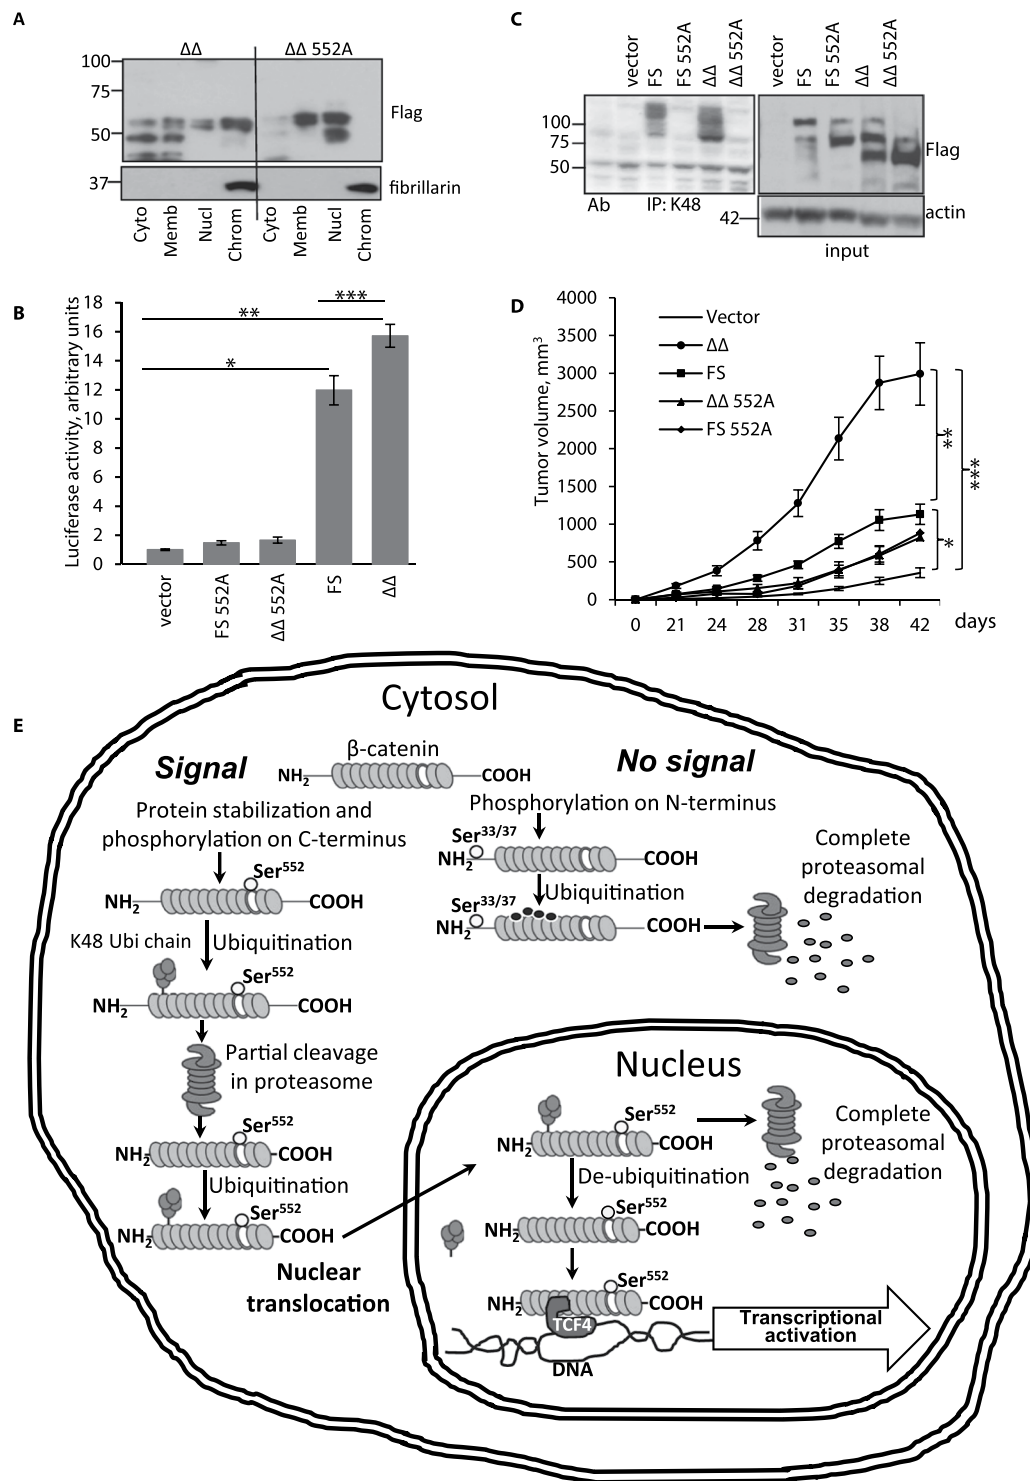 A
ΔΔ
ΔΔ 552A
100
75
50
Flag
37
fibrillarin
Cyto
Memb
Nucl
Chrom
Cyto
Memb
Nucl
Chrom
C
vector
FS
FS 552A
ΔΔ
ΔΔ 552A
vector
FS
FS 552A
ΔΔ
ΔΔ 552A
100
75
50
Flag
Ab
IP: K48
42
actin
input
B
Luciferase activity, arbitrary units
18
16
14
12
10
8
6
4
2
0
***
**
*
vector
FS 552A
ΔΔ 552A
FS
ΔΔ
D
Tumor volume, mm³
4000
3500
3000
2500
2000
1500
1000
500
0
Vector
ΔΔ
FS
ΔΔ 552A
FS 552A
**
***
*
0 21 24 28 31 35 38 42 days
E
Cytosol
Signal
β-catenin
NH₂ COOH
No signal
Protein stabilization and
phosphorylation on C-terminus
Ser⁵⁵²
NH₂ COOH
K48 Ubi chain
Ubiquitination
Ser⁵⁵²
NH₂ COOH
Partial cleavage
in proteasome
Ser⁵⁵²
NH₂ COOH
Ubiquitination
Ser⁵⁵²
NH₂ COOH
Nuclear
translocation
Phosphorylation on N-terminus
Ser³³/³⁷
NH₂ COOH
Ubiquitination
Ser³³/³⁷
NH₂ COOH
Complete
proteasomal
degradation
Nucleus
Ser⁵⁵²
NH₂ COOH
Complete
proteasomal
degradation
De-ubiquitination
Ser⁵⁵²
NH₂ COOH
Ser⁵⁵²
NH₂ COOH
TCF4
DNA
Transcriptional
activation